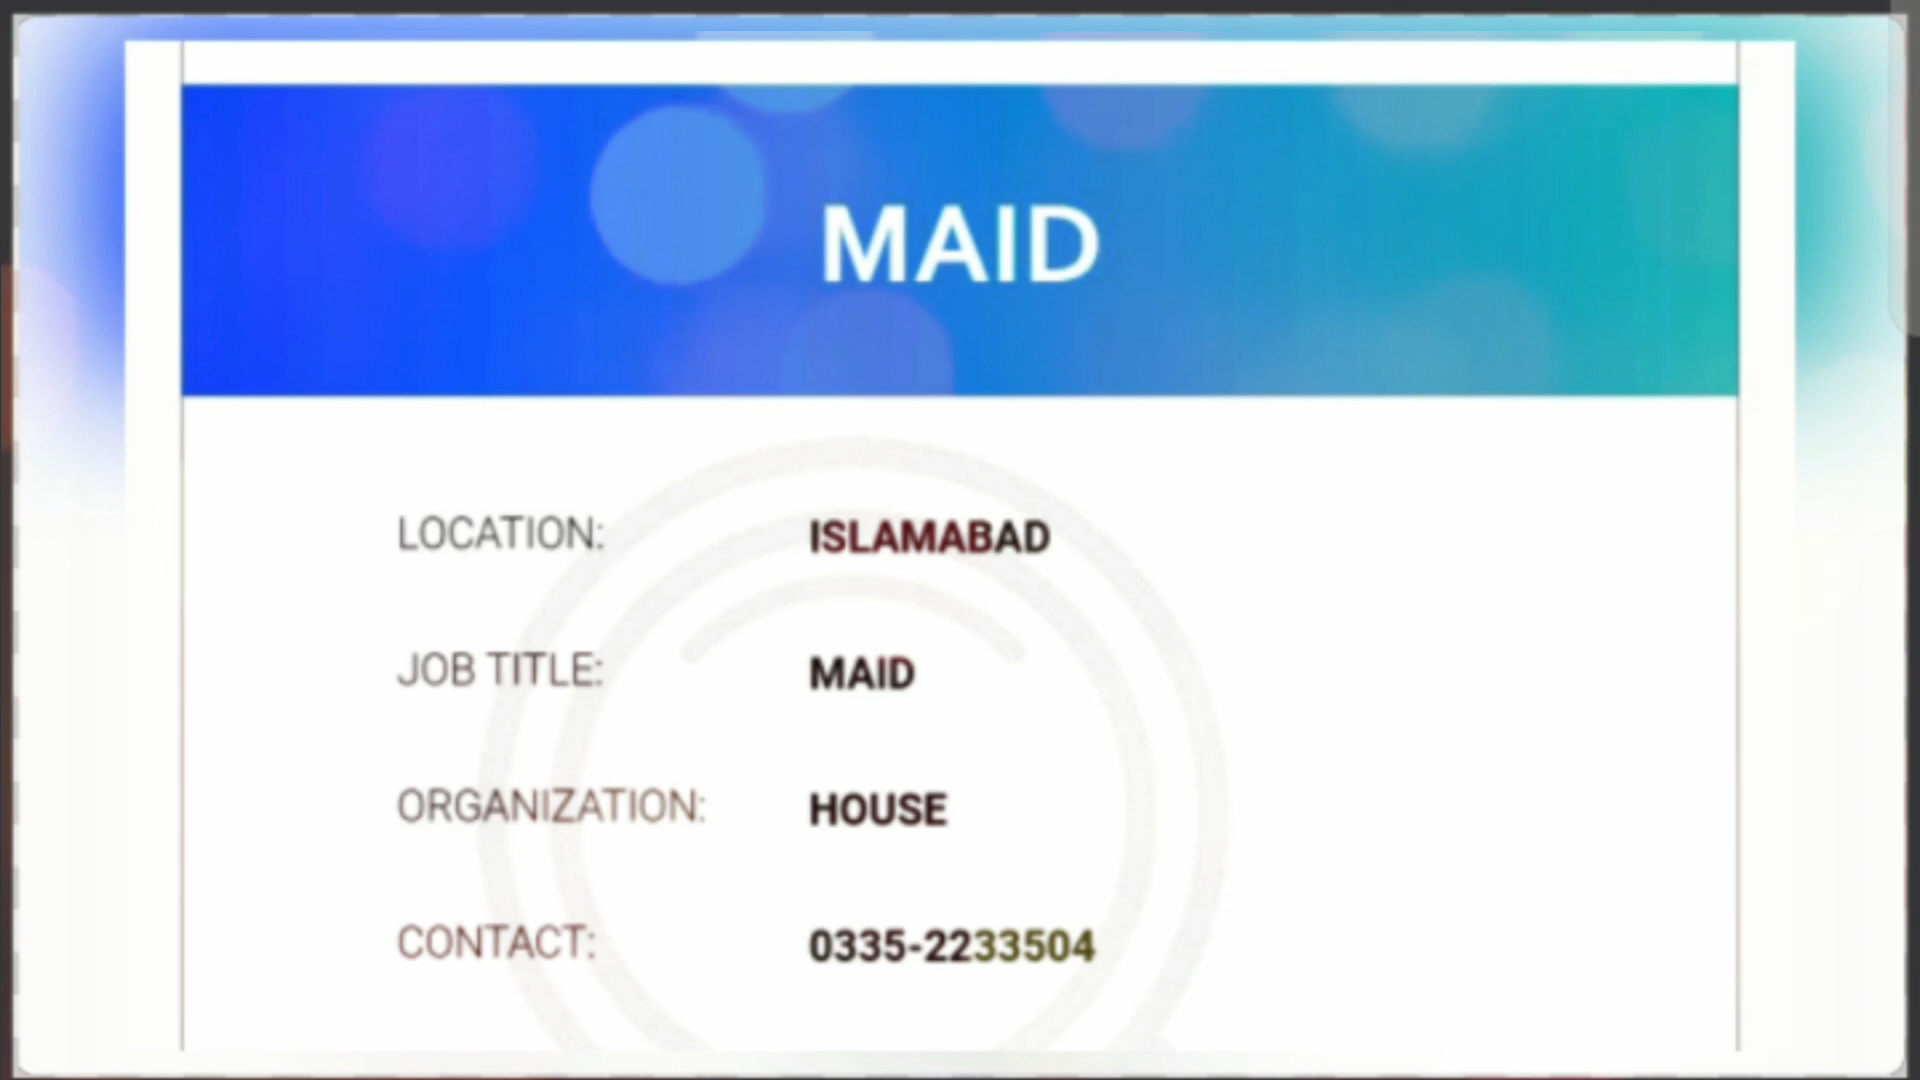 MAID
LOCATION: ISLAMABAD
JOB TITLE: MAID
ORGANIZATION: HOUSE
CONTACT: 0335-2233504